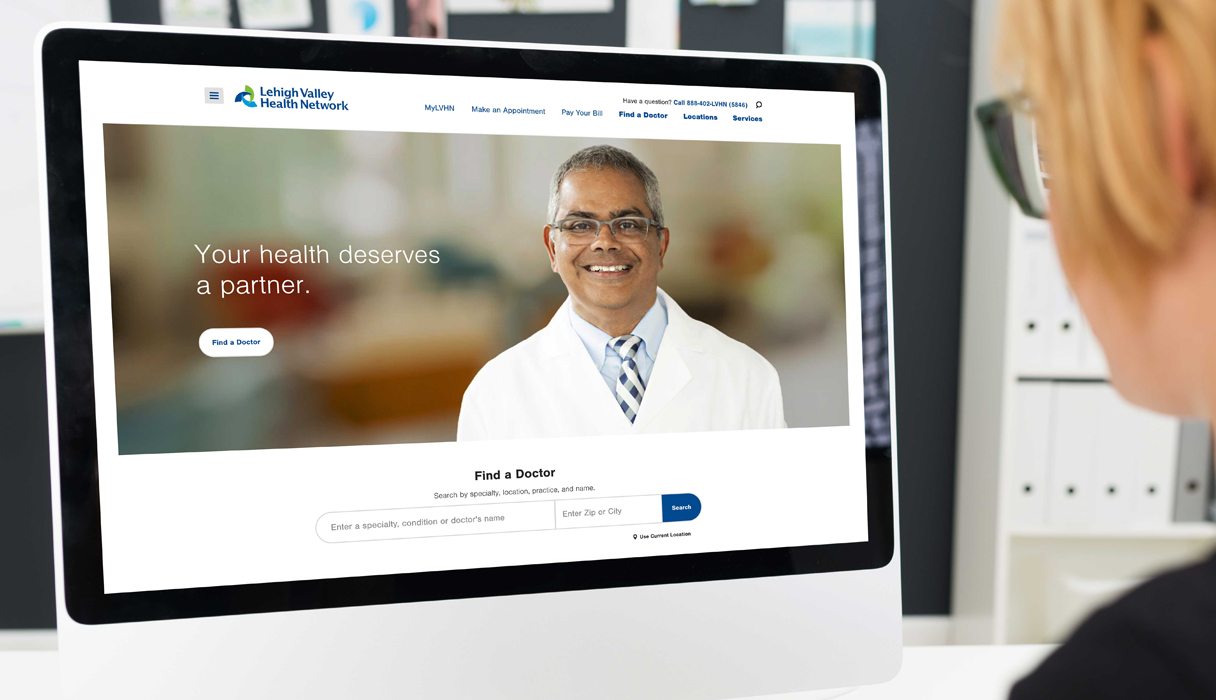 Lehigh Valley
Health Network
Have a question? Call 888-402-LVHN (5846)
MyLVHN Make an Appointment Pay Your Bill Find a Doctor Locations Services
Your health deserves
a partner.
Find a Doctor
Find a Doctor
Search by specialty, location, practice, and name.
Enter a specialty, condition or doctor's name Enter Zip or City Search
Use Current Location